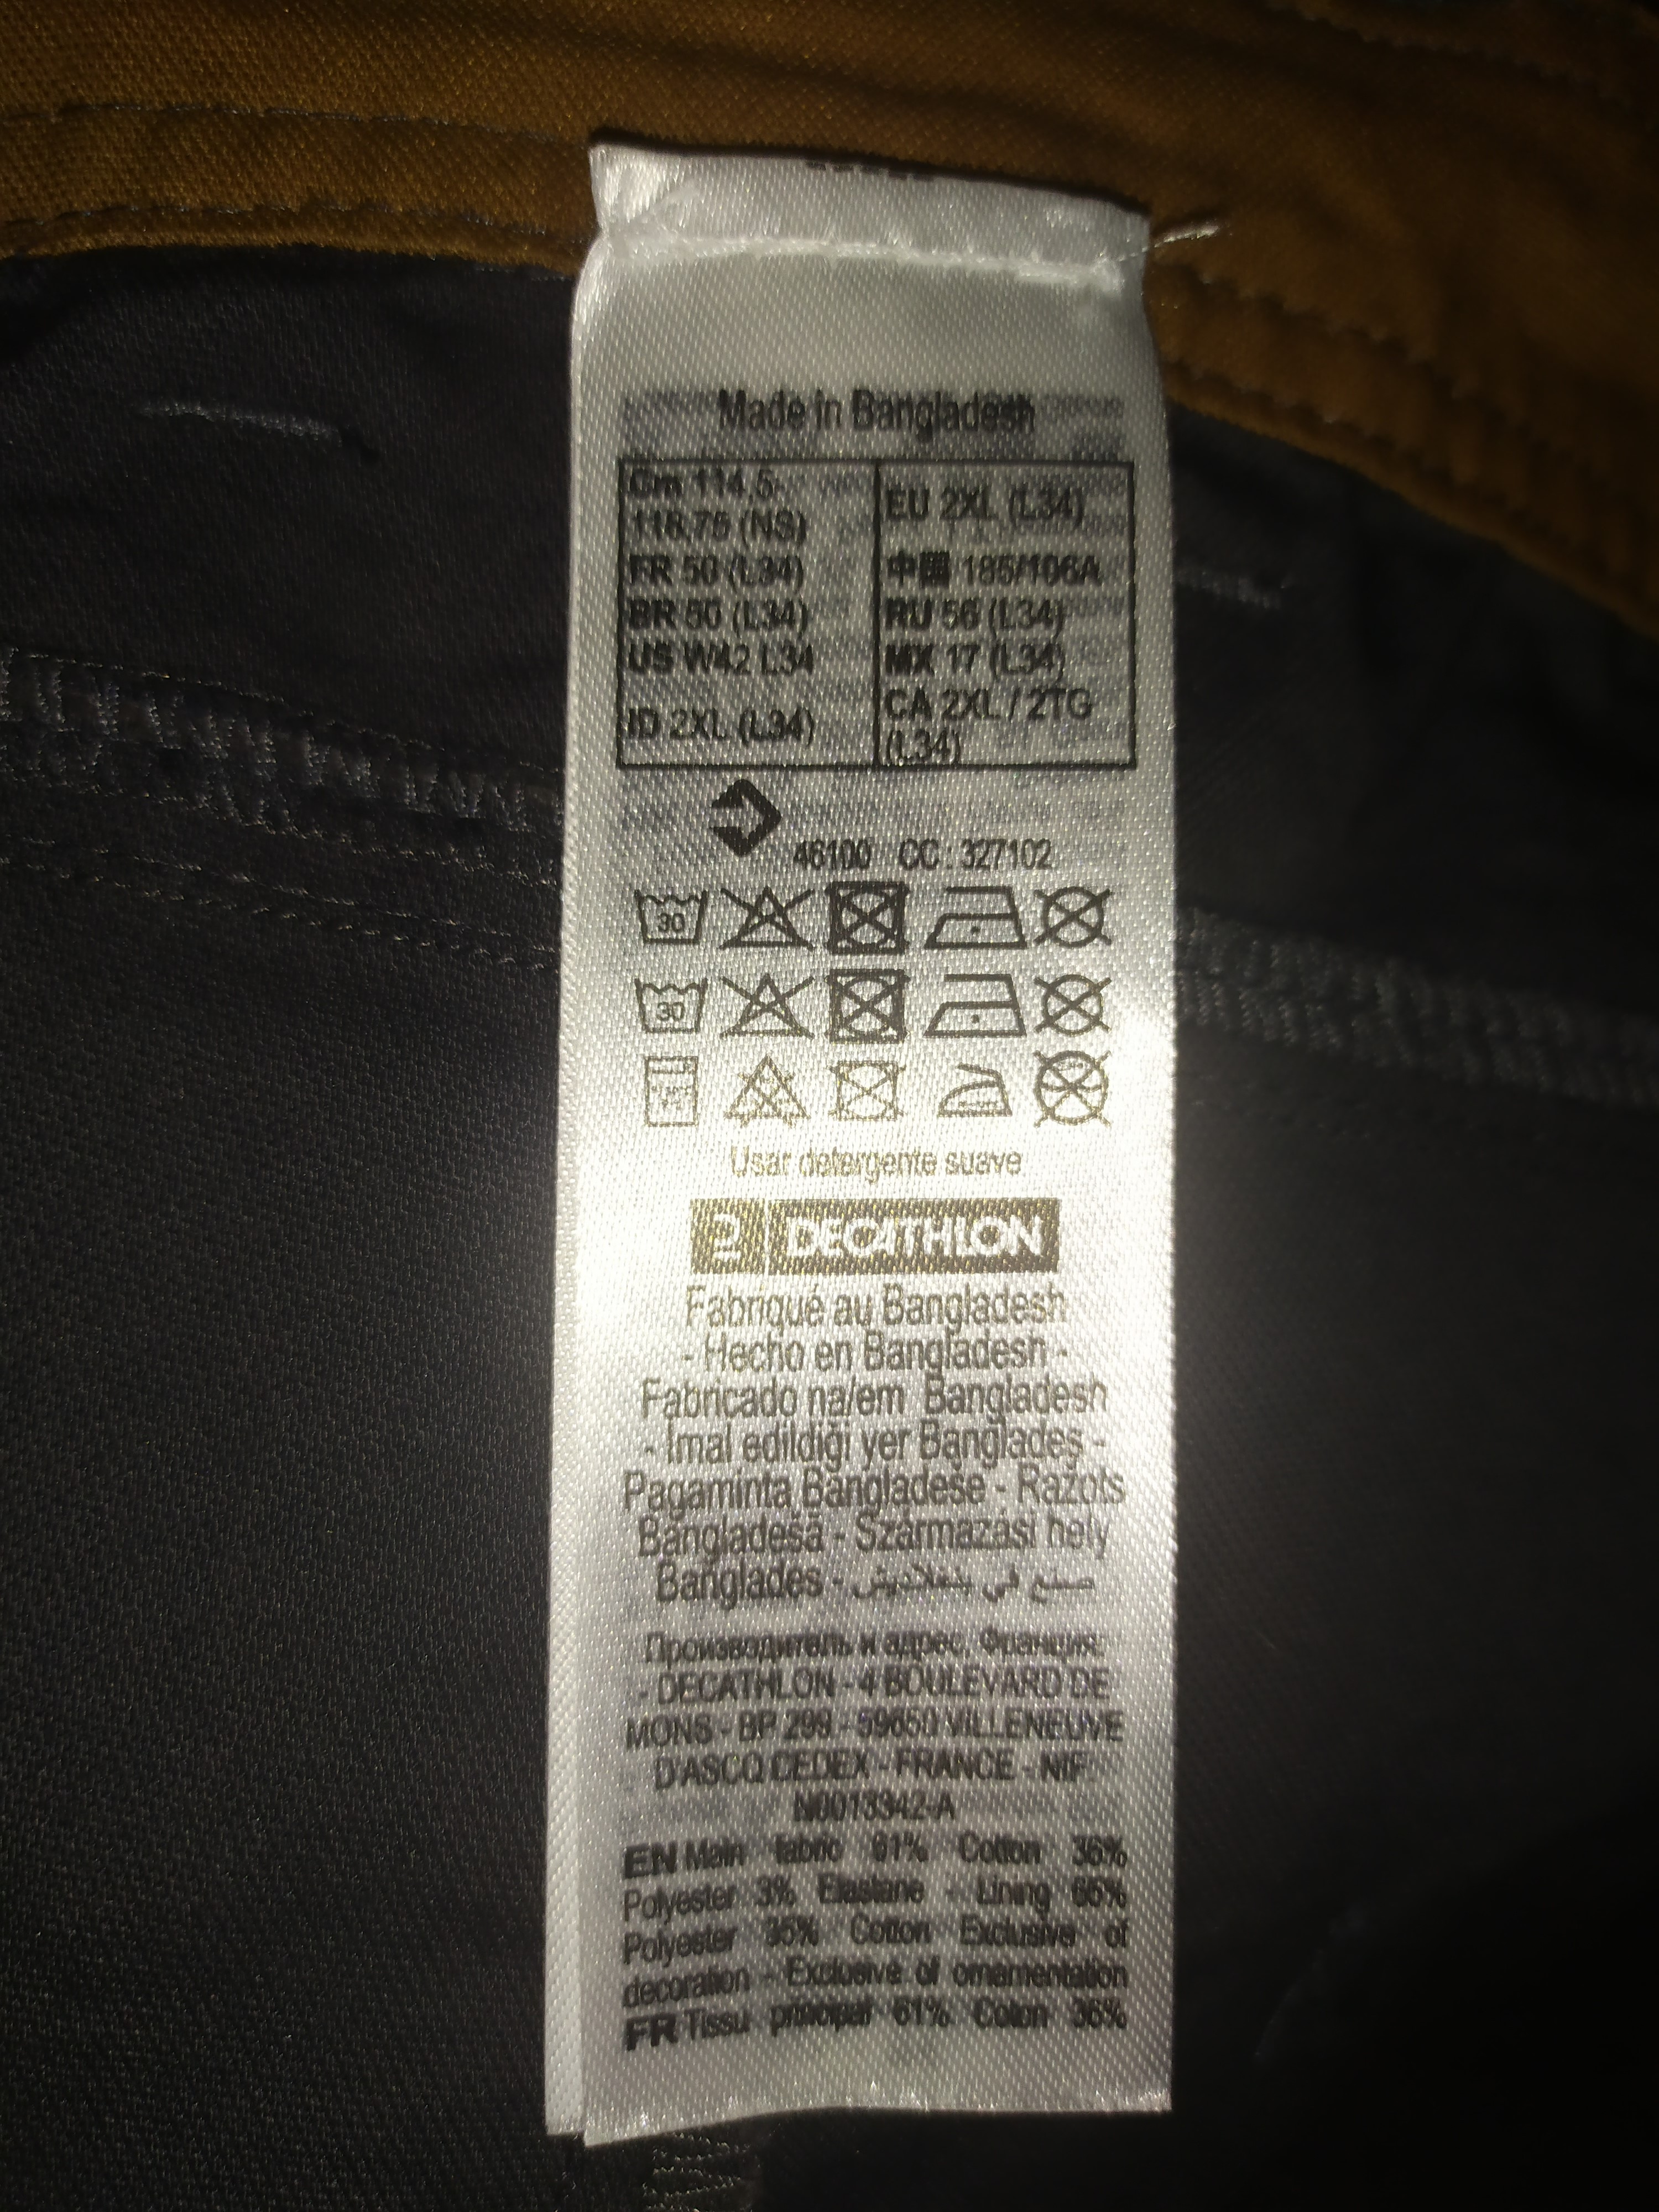 Made in Bangladesh
Cm 114,5-
118,75 (NS)
FR 50 (L34)
BR 50 (L34)
US W42 L34
ID 2XL (L34)
EU 2XL (L34)
中国 185/106A
RU 56 (L34)
MX 17 (L34)
CA 2XL / 2TG
(L34)
46100 CC : 327102
30
30
Usar detergente suave
DECATHLON
Fabriqué au Bangladesh
- Hecho en Bangladesh -
Fabricado na/em Bangladesh
- İmal edildiği yer Bangladeş -
Pagaminta Bangladeše - Ražots
Bangladešā - Származási hely
Banglades - صنع في بنغلاديش
Производитель и адрес, Франция:
- DECATHLON - 4 BOULEVARD DE
MONS - BP 299 - 59650 VILLENEUVE
D'ASCQ CEDEX - FRANCE - NIF:
N0013342-A
EN Main fabric 61% Cotton 36%
Polyester 3% Elastane - Lining 65%
Polyester 35% Cotton Exclusive of
decoration - Exclusive of ornamentation
FR Tissu principal 61% Coton 36%